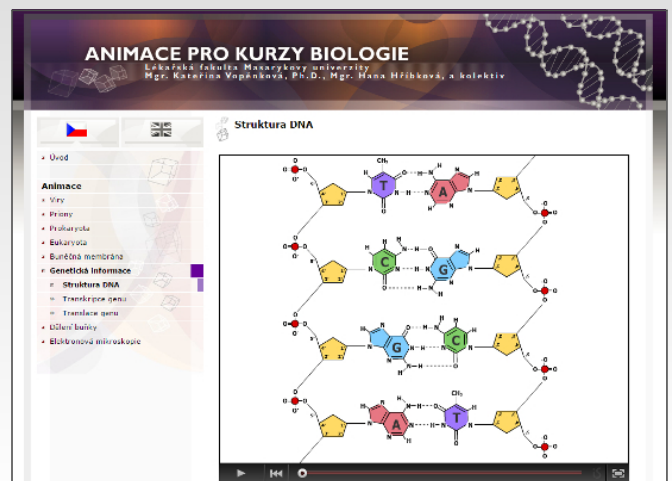 ANIMACE PRO KURZY BIOLOGIE
Lékařská fakulta Masarykovy univerzity
Mgr. Kateřina Vopěnková, Ph.D., Mgr. Hana Hříbková, a kolektiv
Úvod
Animace
Viry
Priony
Prokaryota
Eukaryota
Buněčná membrána
Genetická informace
Struktura DNA
Transkripce genu
Translace genu
Dělení buňky
Elektronová mikroskopie
Struktura DNA
CH₃
T
A
C
G
G
C
CH₃
A
T